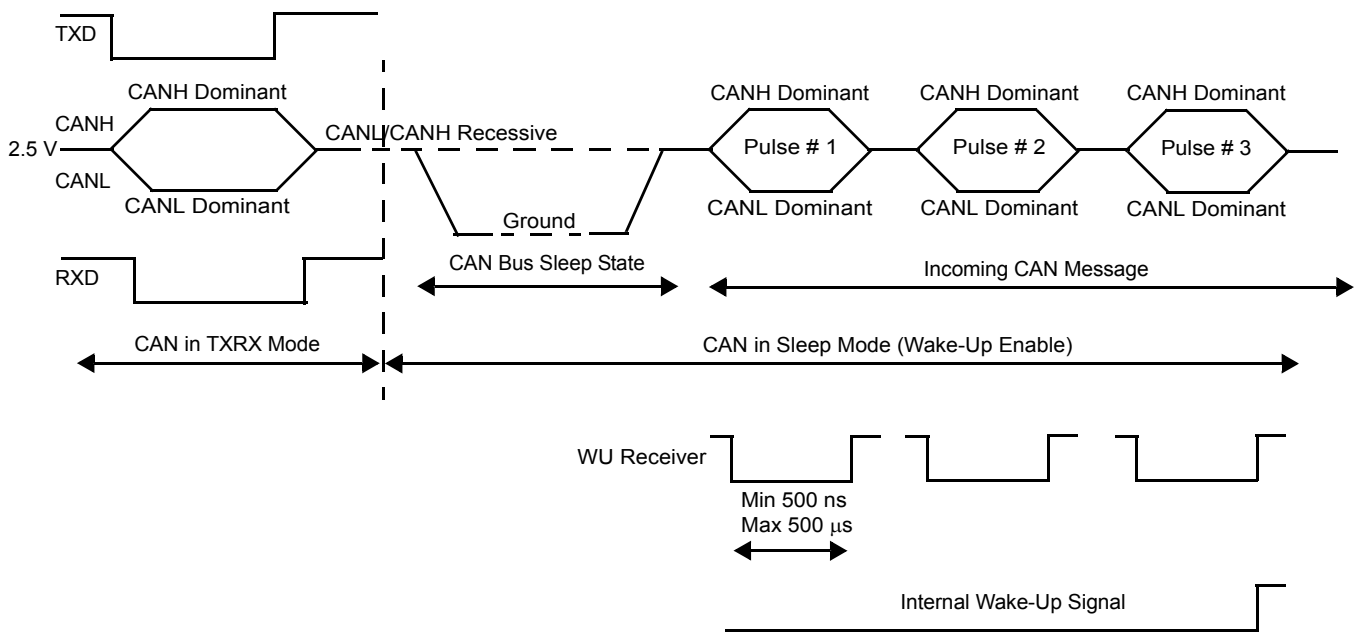 TXD
CANH Dominant
CANH
2.5 V
CANL
CANL Dominant
RXD
CAN in TXRX Mode
CANL/CANH Recessive
Ground
CAN Bus Sleep State
CANH Dominant
CANH Dominant
CANH Dominant
Pulse # 1
Pulse # 2
Pulse # 3
CANL Dominant
CANL Dominant
CANL Dominant
Incoming CAN Message
CAN in Sleep Mode (Wake-Up Enable)
WU Receiver
Min 500 ns
Max 500 μs
Internal Wake-Up Signal